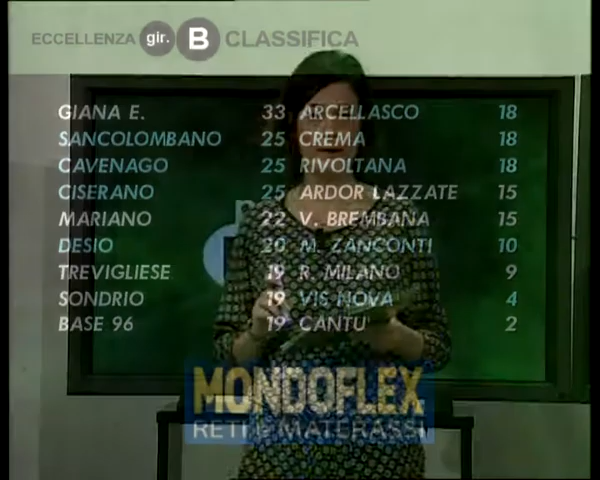 ECCELLENZA gir. B CLASSIFICA
GIANA E. 33 ARCELLASCO 18
SANCOLOMBANO 25 CREMA 18
CAVENAGO 25 RIVOLTANA 18
CISERANO 25 ARDOR LAZZATE 15
MARIANO 22 V. BREMBANA 15
DESIO 20 M. ZANCONTI 10
TREVIGLIESE 19 R. MILANO 9
SONDRIO 19 VIS NOVA 4
BASE 96 19 CANTU' 2
MONDOFLEX
RETI e MATERASSI